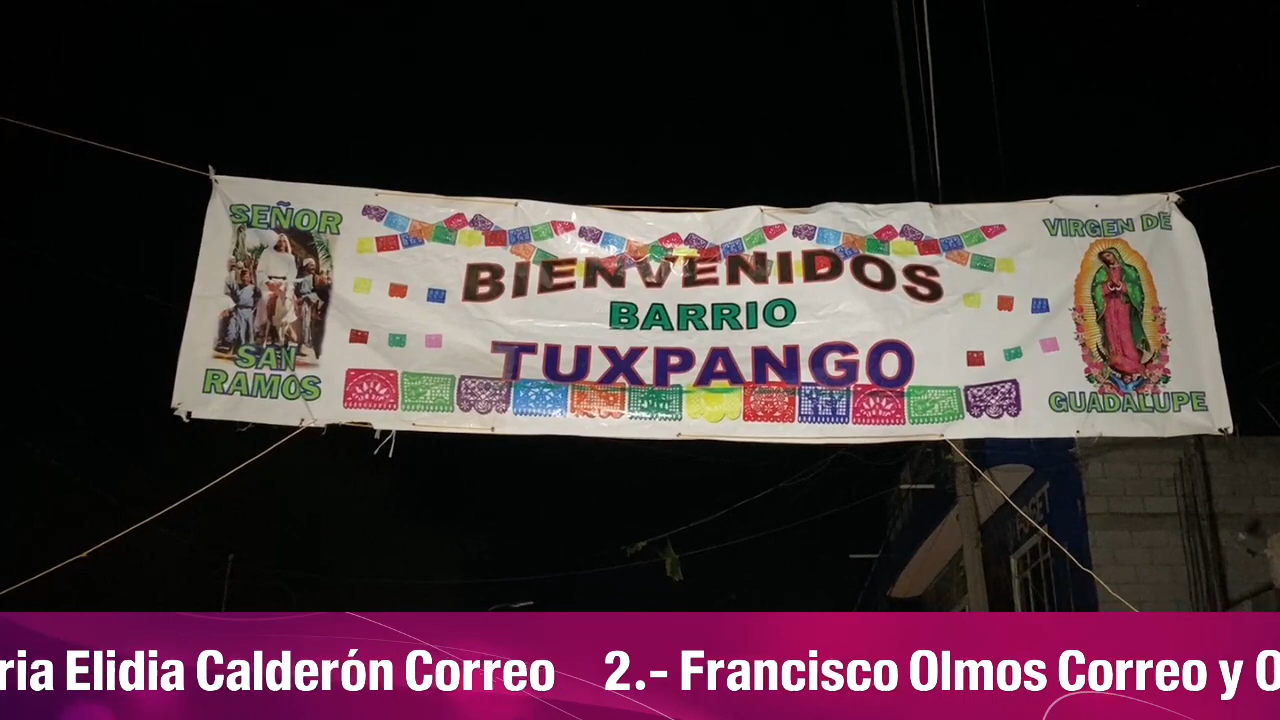 SEÑOR
SAN
RAMOS
BIENVENIDOS
BARRIO
TUXPANGO
VIRGEN DE
GUADALUPE
ria Elidia Calderón Correo 2.- Francisco Olmos Correo y O